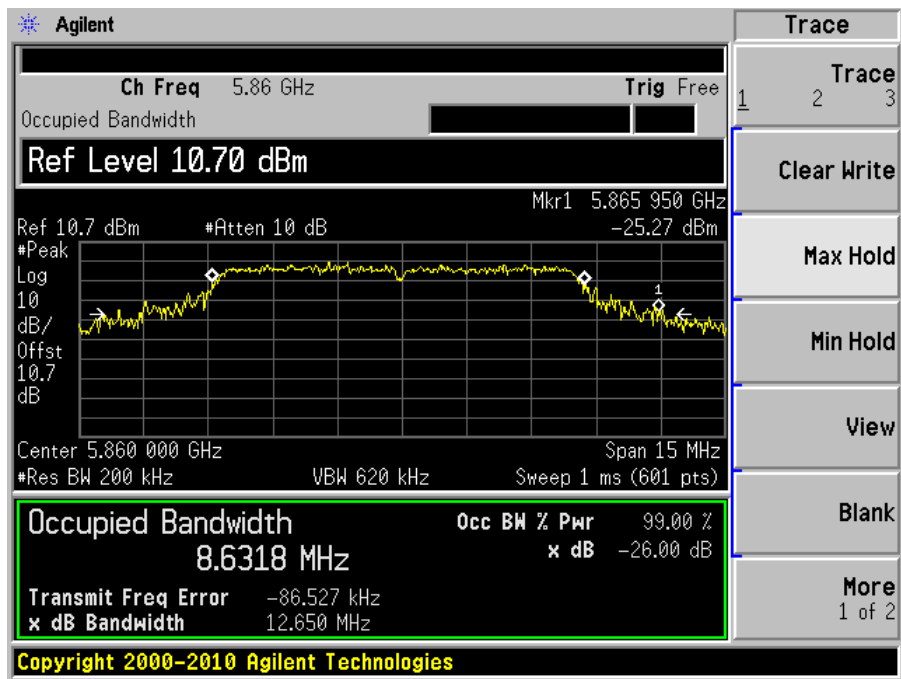 Agilent
Trace
Ch Freq 5.86 GHz Trig Free
Occupied Bandwidth
Ref Level 10.70 dBm
Mkr1 5.865 950 GHz
Ref 10.7 dBm #Atten 10 dB -25.27 dBm
#Peak
Log
10
dB/
Offst
10.7
dB
1
Center 5.860 000 GHz Span 15 MHz
#Res BW 200 kHz VBW 620 kHz Sweep 1 ms (601 pts)
Occupied Bandwidth
8.6318 MHz
Occ BW % Pwr 99.00 %
x dB -26.00 dB
Transmit Freq Error -86.527 kHz
x dB Bandwidth 12.650 MHz
Copyright 2000-2010 Agilent Technologies
Trace
1 2 3
Clear Write
Max Hold
Min Hold
View
Blank
More
1 of 2